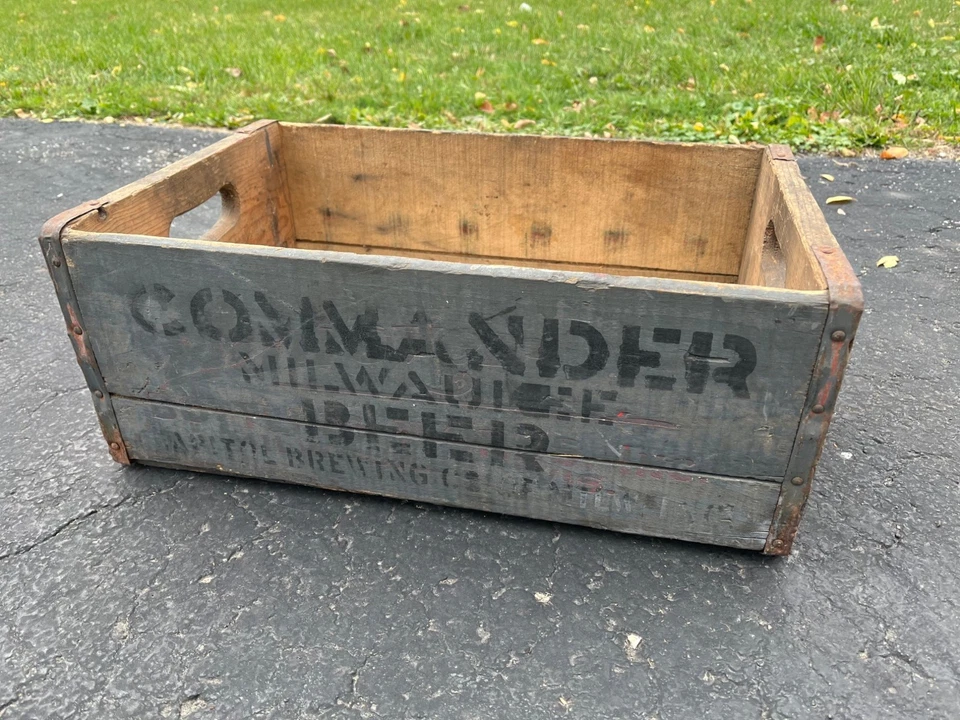 COMMANDER
MILWAUKEE
BEER
CAPITOL BREWING CO